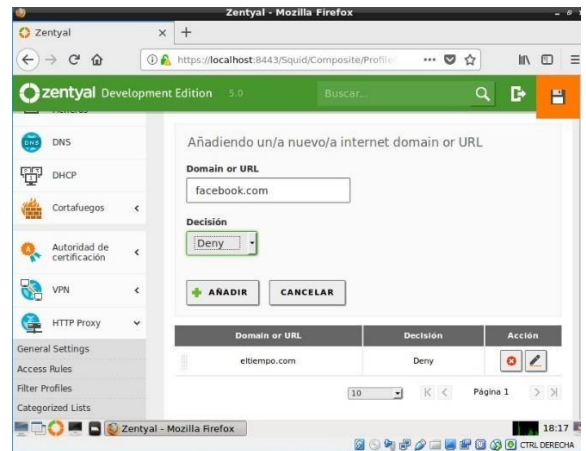 Zentyal - Mozilla Firefox
Zentyal
https://localhost:8443/Squid/Composite/Profile
zentyal Development Edition 5.0
Buscar...
DNS
DHCP
Cortafuegos
Autoridad de
certificación
VPN
HTTP Proxy
General Settings
Access Rules
Filter Profiles
Categorized Lists
Añadiendo un/a nuevo/a internet domain or URL
Domain or URL
facebook.com
Decisión
Deny
AÑADIR
CANCELAR
Domain or URL Decisión Acción
eltiempo.com Deny
10 Página 1
Zentyal - Mozilla Firefox
18:17
CTRL DERECHA